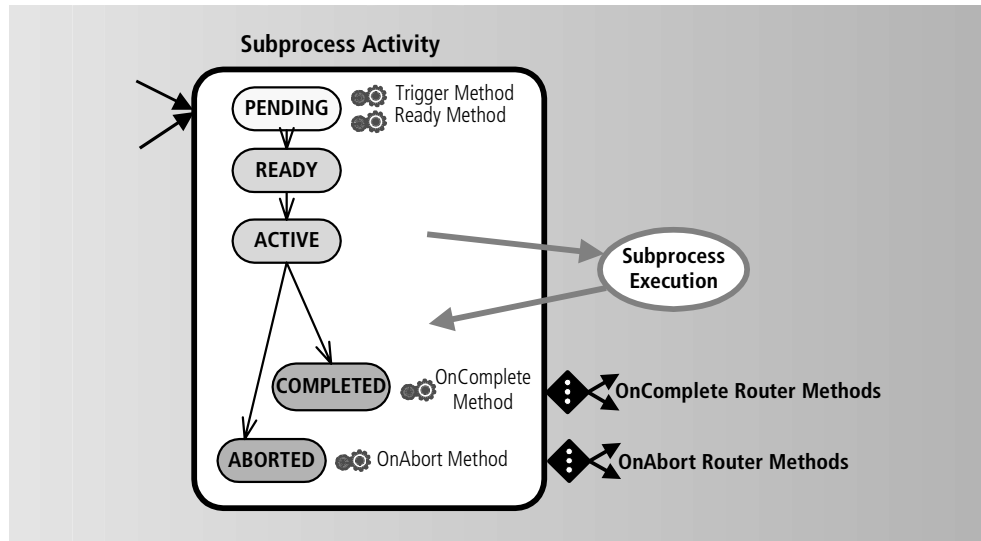 Subprocess Activity
PENDING
Trigger Method
Ready Method
READY
ACTIVE
Subprocess
Execution
COMPLETED
OnComplete
Method
OnComplete Router Methods
ABORTED
OnAbort Method
OnAbort Router Methods